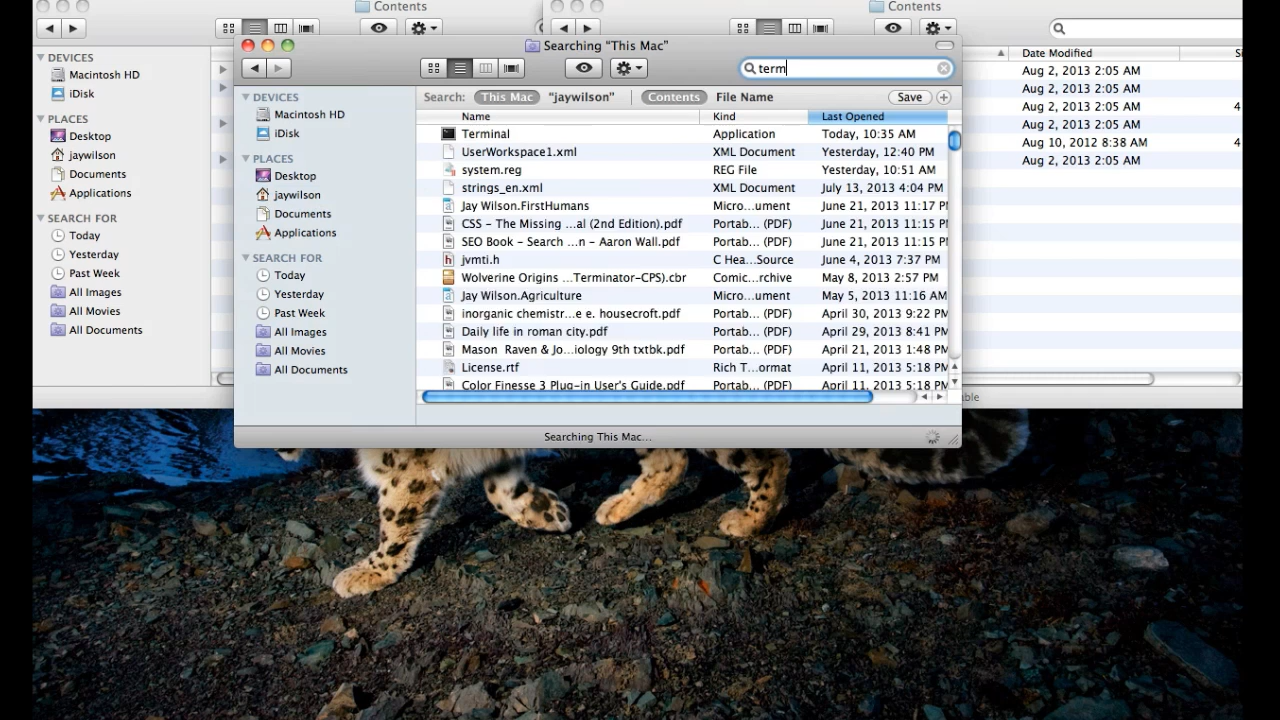 Contents
Contents
DEVICES
Macintosh HD
iDisk
PLACES
Desktop
jaywilson
Documents
Applications
SEARCH FOR
Today
Yesterday
Past Week
All Images
All Movies
All Documents
Date Modified
Aug 2, 2013 2:05 AM
Aug 2, 2013 2:05 AM
Aug 2, 2013 2:05 AM 4
Aug 2, 2013 2:05 AM
Aug 10, 2012 8:38 AM 4
Aug 2, 2013 2:05 AM
Searching “This Mac”
term
DEVICES
Macintosh HD
iDisk
PLACES
Desktop
jaywilson
Documents
Applications
SEARCH FOR
Today
Yesterday
Past Week
All Images
All Movies
All Documents
Search: This Mac "jaywilson" Contents File Name Save
Name Kind Last Opened
Terminal Application Today, 10:35 AM
UserWorkspace1.xml XML Document Yesterday, 12:40 PM
system.reg REG File Yesterday, 10:51 AM
strings_en.xml XML Document July 13, 2013 4:04 PM
Jay Wilson.FirstHumans Micro...ument June 21, 2013 11:17 P
CSS - The Missing ...al (2nd Edition).pdf Portab... (PDF) June 21, 2013 11:15 P
SEO Book - Search ...n - Aaron Wall.pdf Portab... (PDF) June 21, 2013 11:15 P
jvmti.h C Hea...Source June 4, 2013 7:37 PM
Wolverine Origins ...Terminator-CPS).cbr Comic...rchive May 8, 2013 2:57 PM
Jay Wilson.Agriculture Micro...ument May 5, 2013 11:16 AM
inorganic chemistr...e e. housecroft.pdf Portab... (PDF) April 30, 2013 9:22 PM
Daily life in roman city.pdf Portab... (PDF) April 29, 2013 8:41 PM
Mason Raven & Jo...iology 9th txtbk.pdf Portab... (PDF) April 21, 2013 1:48 PM
License.rtf Rich T...ormat April 11, 2013 5:18 PM
Color Finesse 3 Plug-in User's Guide.pdf Portab... (PDF) April 11, 2013 5:18 PM
Searching This Mac...